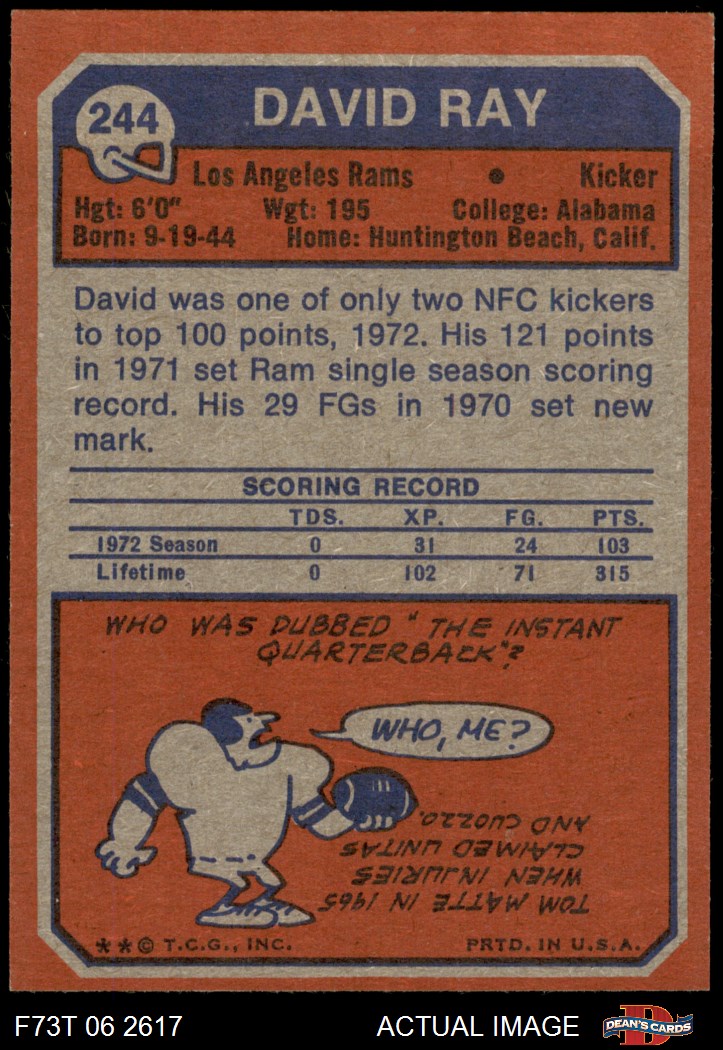 244
DAVID RAY
Los Angeles Rams • Kicker
Hgt: 6'0" Wgt: 195 College: Alabama
Born: 9-19-44 Home: Huntington Beach, Calif.
David was one of only two NFC kickers
to top 100 points, 1972. His 121 points
in 1971 set Ram single season scoring
record. His 29 FGs in 1970 set new
mark.
SCORING RECORD
TDS. XP. FG. PTS.
1972 Season 0 31 24 103
Lifetime 0 102 71 315
WHO WAS DUBBED "THE INSTANT
QUARTERBACK"?
WHO, ME?
TOM MATTE IN 1965
WHEN INJURIES
CLAIMED UNITAS
AND CUOZZO.
**© T.C.G., INC. PRTD. IN U.S.A.
F73T 06 2617 ACTUAL IMAGE D DEAN'S CARDS